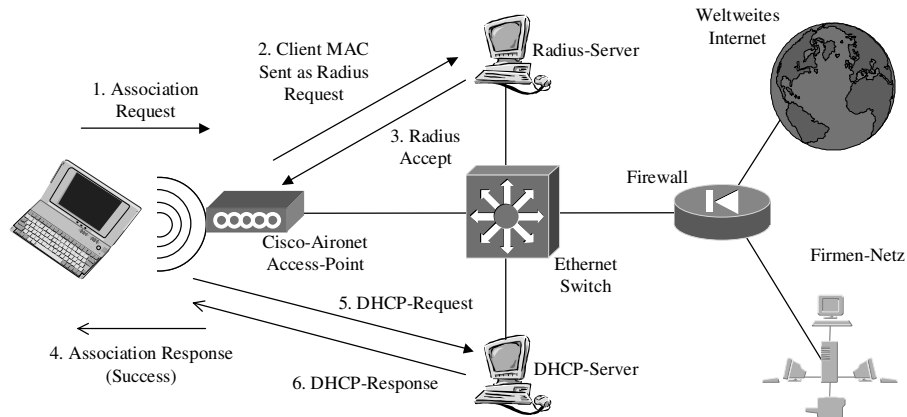 Weltweites
Internet
2. Client MAC
Sent as Radius
Request
Radius-Server
1. Association
Request
3. Radius
Accept
Firewall
Cisco-Aironet
Access-Point
Ethernet
Switch
Firmen-Netz
5. DHCP-Request
4. Association Response
(Success)
6. DHCP-Response
DHCP-Server